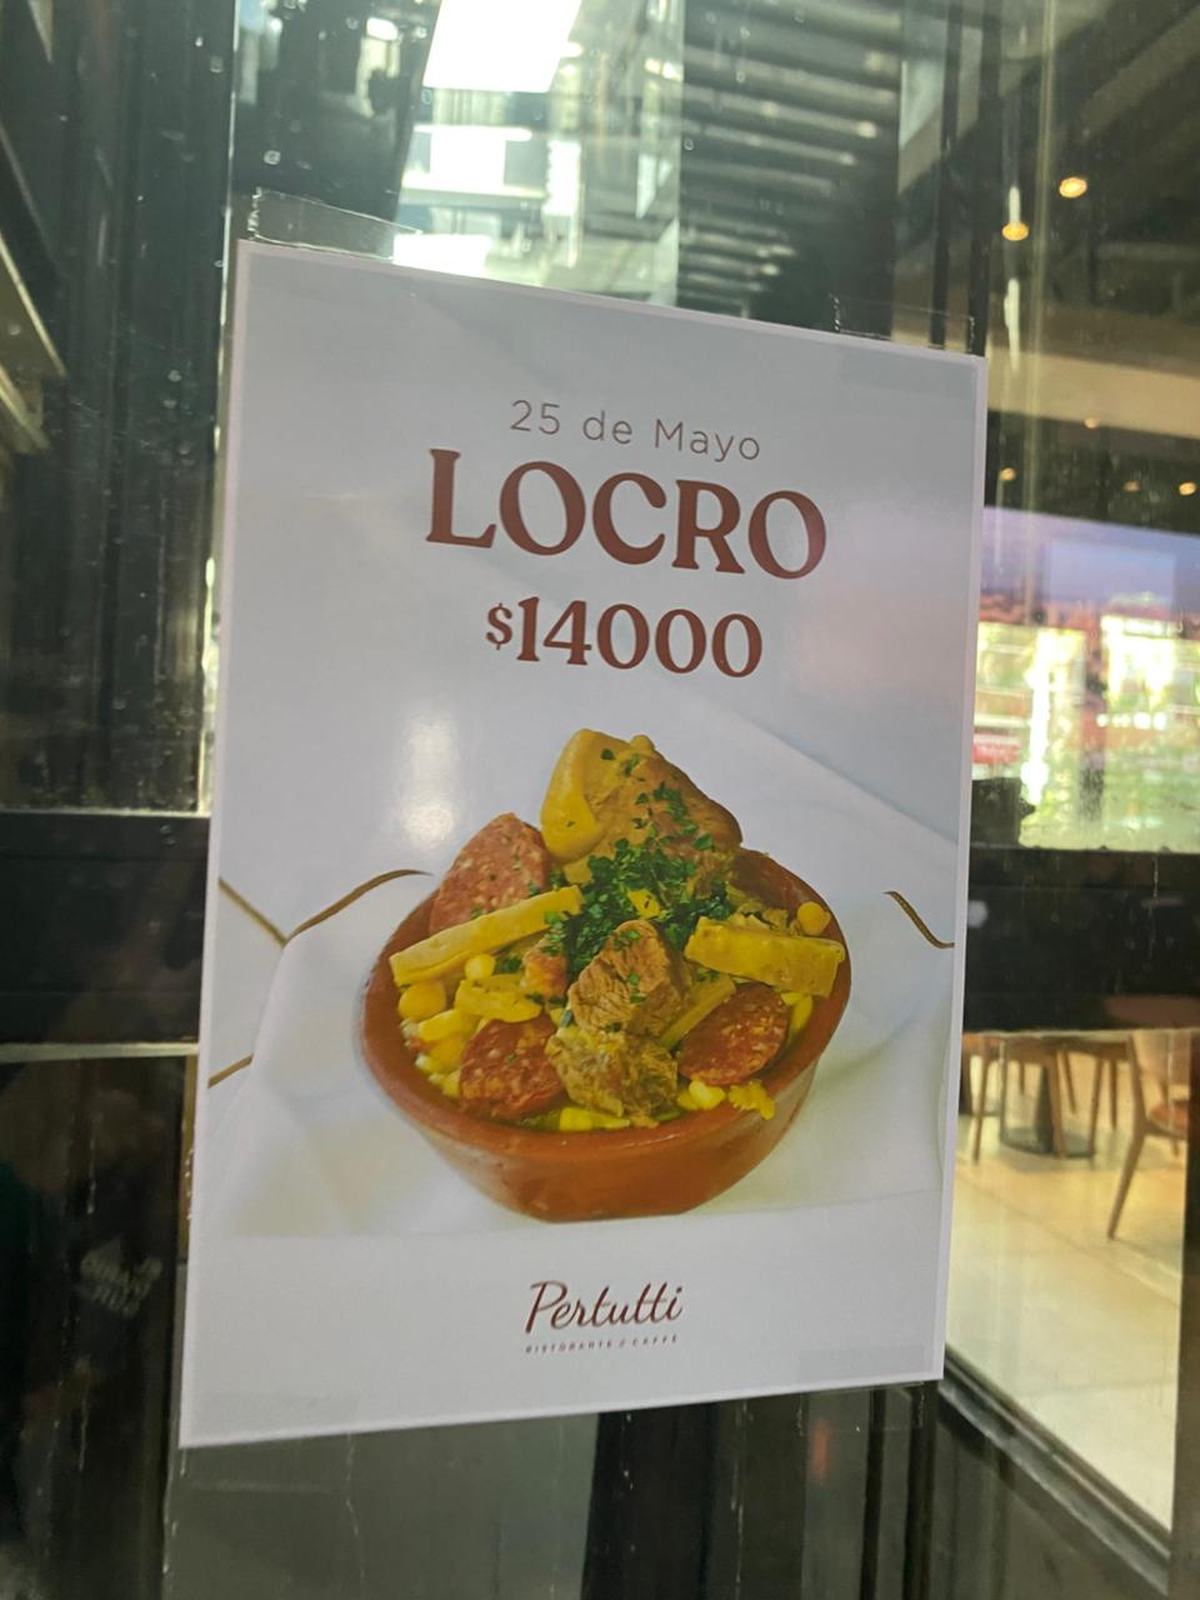 25 de Mayo
LOCRO
$14000
Pertutti
RISTORANTE & CAFFE